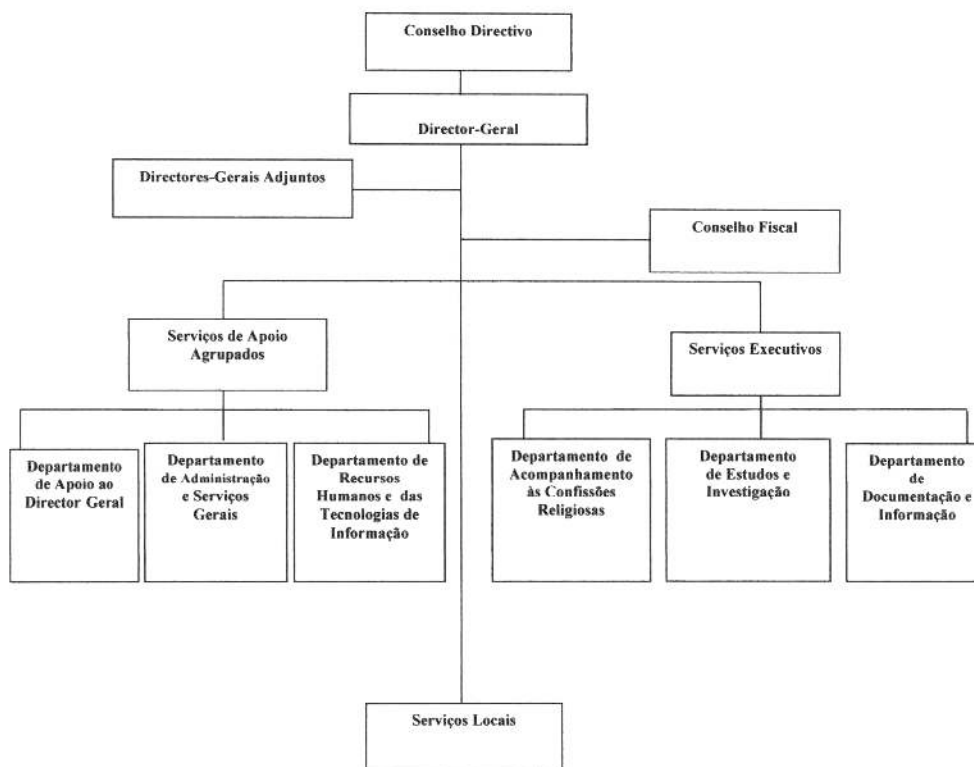 Conselho Directivo
Director-Geral
Directores-Gerais Adjuntos
Conselho Fiscal
Serviços de Apoio
Agrupados
Serviços Executivos
Departamento
de Apoio ao
Director Geral
Departamento
de Administração
e Serviços
Gerais
Departamento de
Recursos
Humanos e das
Tecnologias de
Informação
Departamento de
Acompanhamento
às Confissões
Religiosas
Departamento
de Estudos e
Investigação
Departamento
de
Documentação e
Informação
Serviços Locais